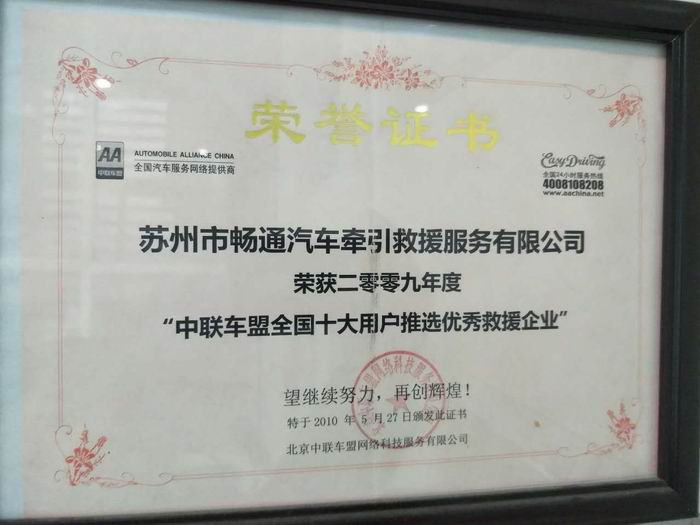 荣誉证书
AA
中联车盟
AUTOMOBILE ALLIANCE CHINA
全国汽车服务网络提供商
Easy Driving
全国24小时服务热线
4008108208
www.aachina.net
苏州市畅通汽车牵引救援服务有限公司
荣获二零零九年度
“中联车盟全国十大用户推选优秀救援企业”
望继续努力，再创辉煌！
特于2010 年 5 月 27 日颁发此证书
北京中联车盟网络科技服务有限公司